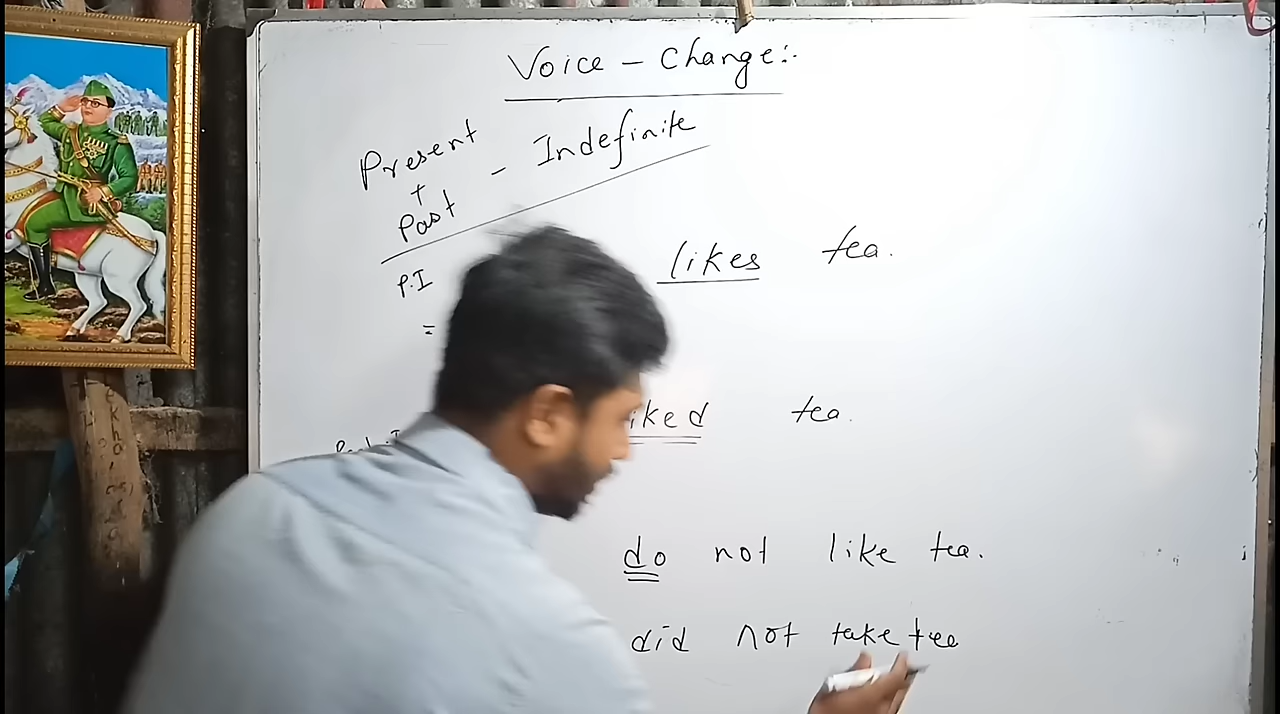 Voice - Change:-
Present
+
Past - Indefinite
P.I likes tea.
=
iked tea.
do not like tea.
did not take tea